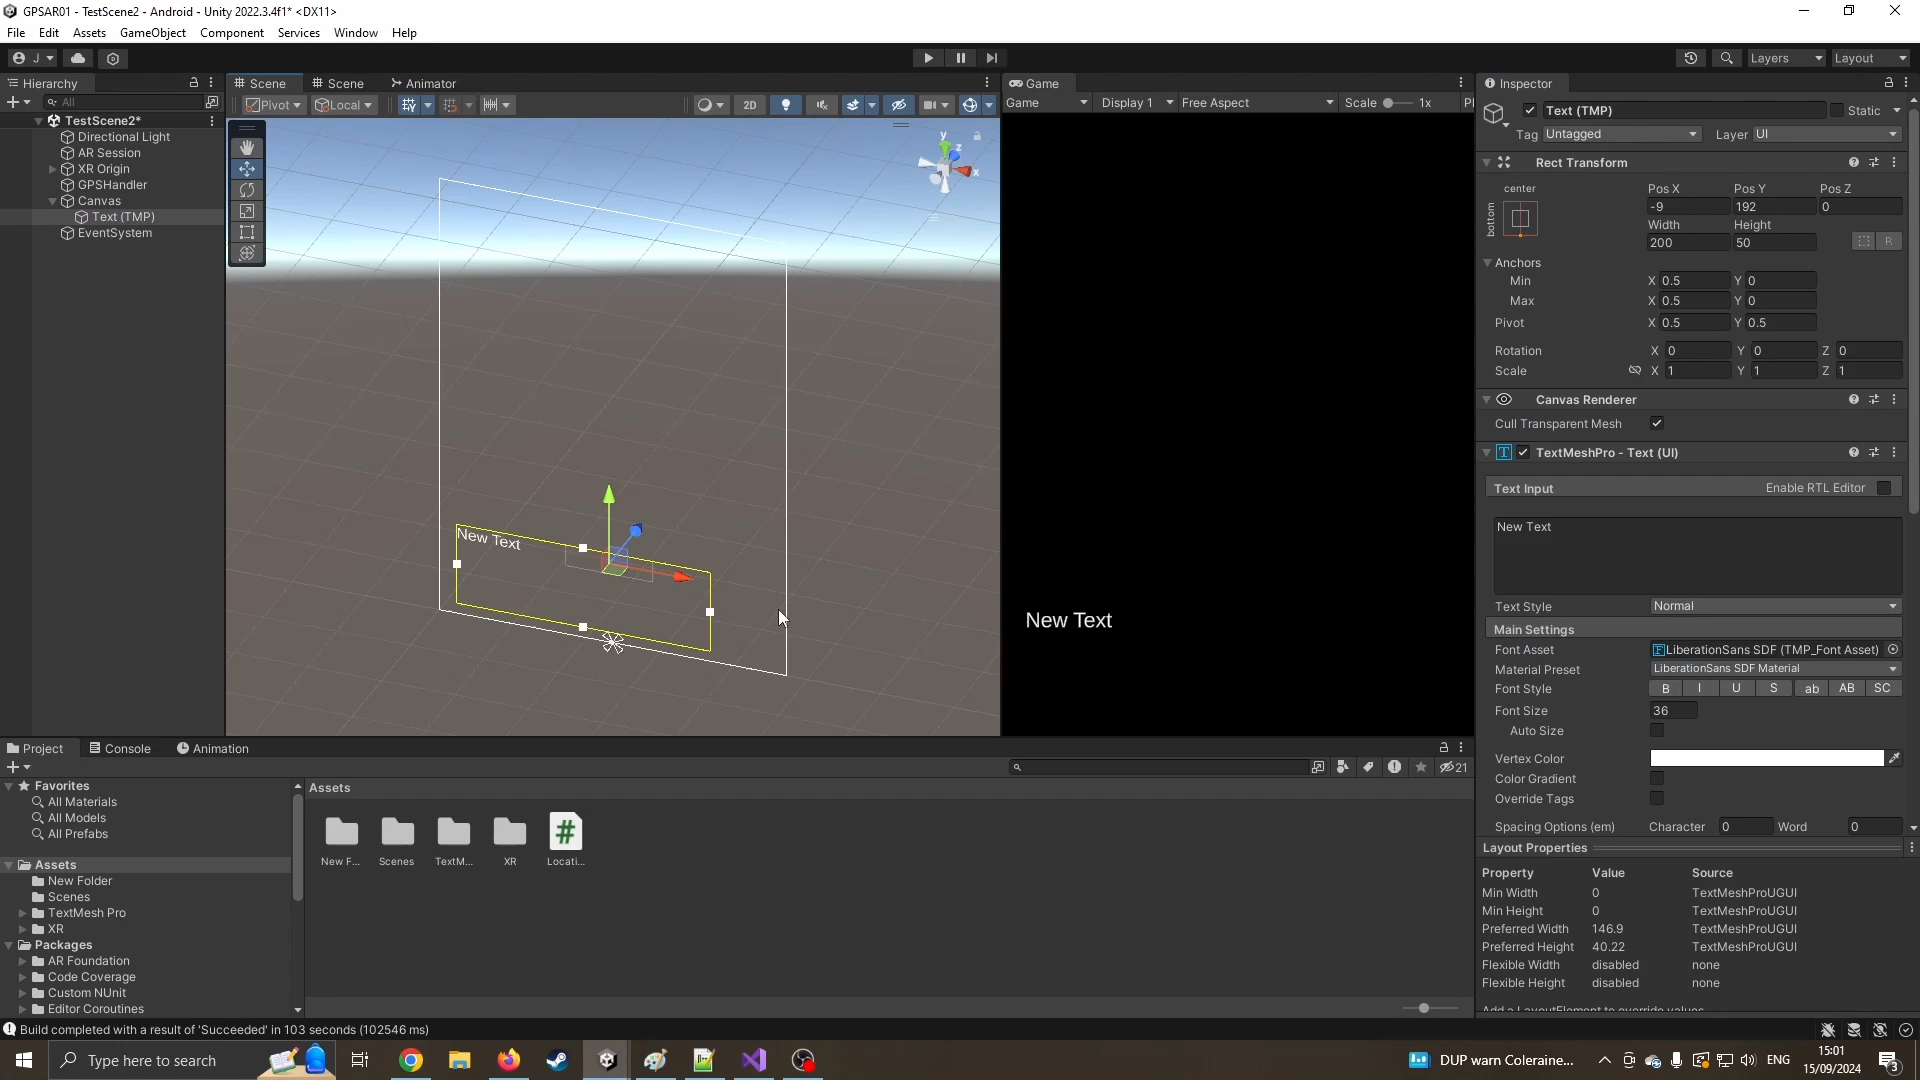 GPSAR01 - TestScene2 - Android - Unity 2022.3.4f1* <DX11>
File Edit Assets GameObject Component Services Window Help
J Layers Layout
Hierarchy Scene Scene Animator Game Inspector
All Pivot Local 2D Game Display 1 Free Aspect Scale 1x Pl
TestScene2*
Directional Light
AR Session
XR Origin
GPSHandler
Canvas
Text (TMP)
EventSystem
y
z
x
New Text
New Text
Text (TMP) Static
Tag Untagged Layer UI
Rect Transform
center Pos X Pos Y Pos Z
bottom -9 192 0
Width Height
200 50 R
Anchors
Min X 0.5 Y 0
Max X 0.5 Y 0
Pivot X 0.5 Y 0.5
Rotation X 0 Y 0 Z 0
Scale X 1 Y 1 Z 1
Canvas Renderer
Cull Transparent Mesh
TextMeshPro - Text (UI)
Text Input Enable RTL Editor
New Text
Text Style Normal
Main Settings
Font Asset LiberationSans SDF (TMP_Font Asset)
Material Preset LiberationSans SDF Material
Font Style B I U S ab AB SC
Font Size 36
Auto Size
Vertex Color
Color Gradient
Override Tags
Spacing Options (em) Character 0 Word 0
Layout Properties
Property Value Source
Min Width 0 TextMeshProUGUI
Min Height 0 TextMeshProUGUI
Preferred Width 146.9 TextMeshProUGUI
Preferred Height 40.22 TextMeshProUGUI
Flexible Width disabled none
Flexible Height disabled none
Add a LayoutElement to override values
Project Console Animation
21
Favorites
All Materials
All Models
All Prefabs
Assets
New Folder
Scenes
TextMesh Pro
XR
Packages
AR Foundation
Code Coverage
Custom NUnit
Editor Coroutines
Assets
New F... Scenes TextM... XR Locati...
Build completed with a result of 'Succeeded' in 103 seconds (102546 ms)
Type here to search
DUP warn Coleraine...
ENG
15:01
15/09/2024
3